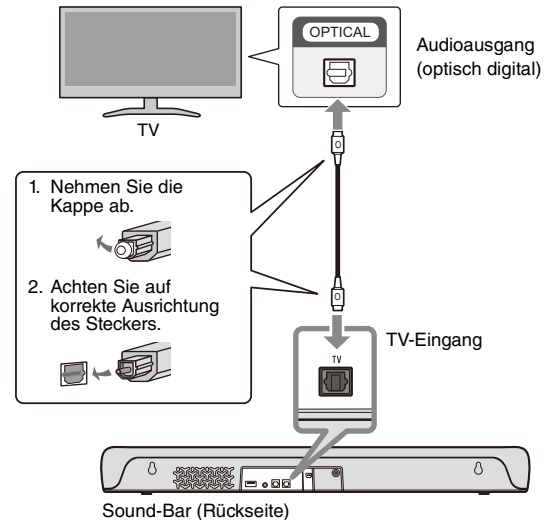 OPTICAL
Audioausgang
(optisch digital)
TV
1. Nehmen Sie die
Kappe ab.
2. Achten Sie auf
korrekte Ausrichtung
des Steckers.
TV-Eingang
TV
Sound-Bar (Rückseite)